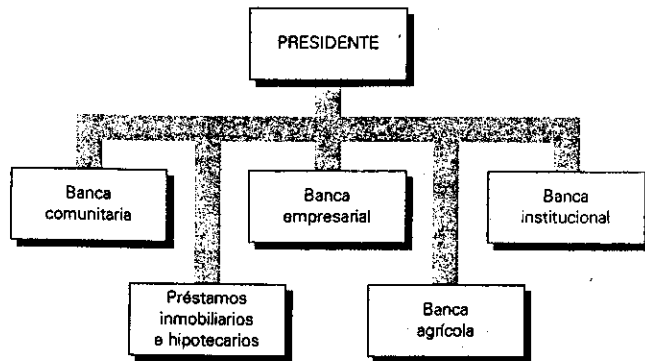 PRESIDENTE
Banca
comunitaria
Banca
empresarial
Banca
institucional
Préstamos
inmobiliarios
e hipotecarios
Banca
agrícola